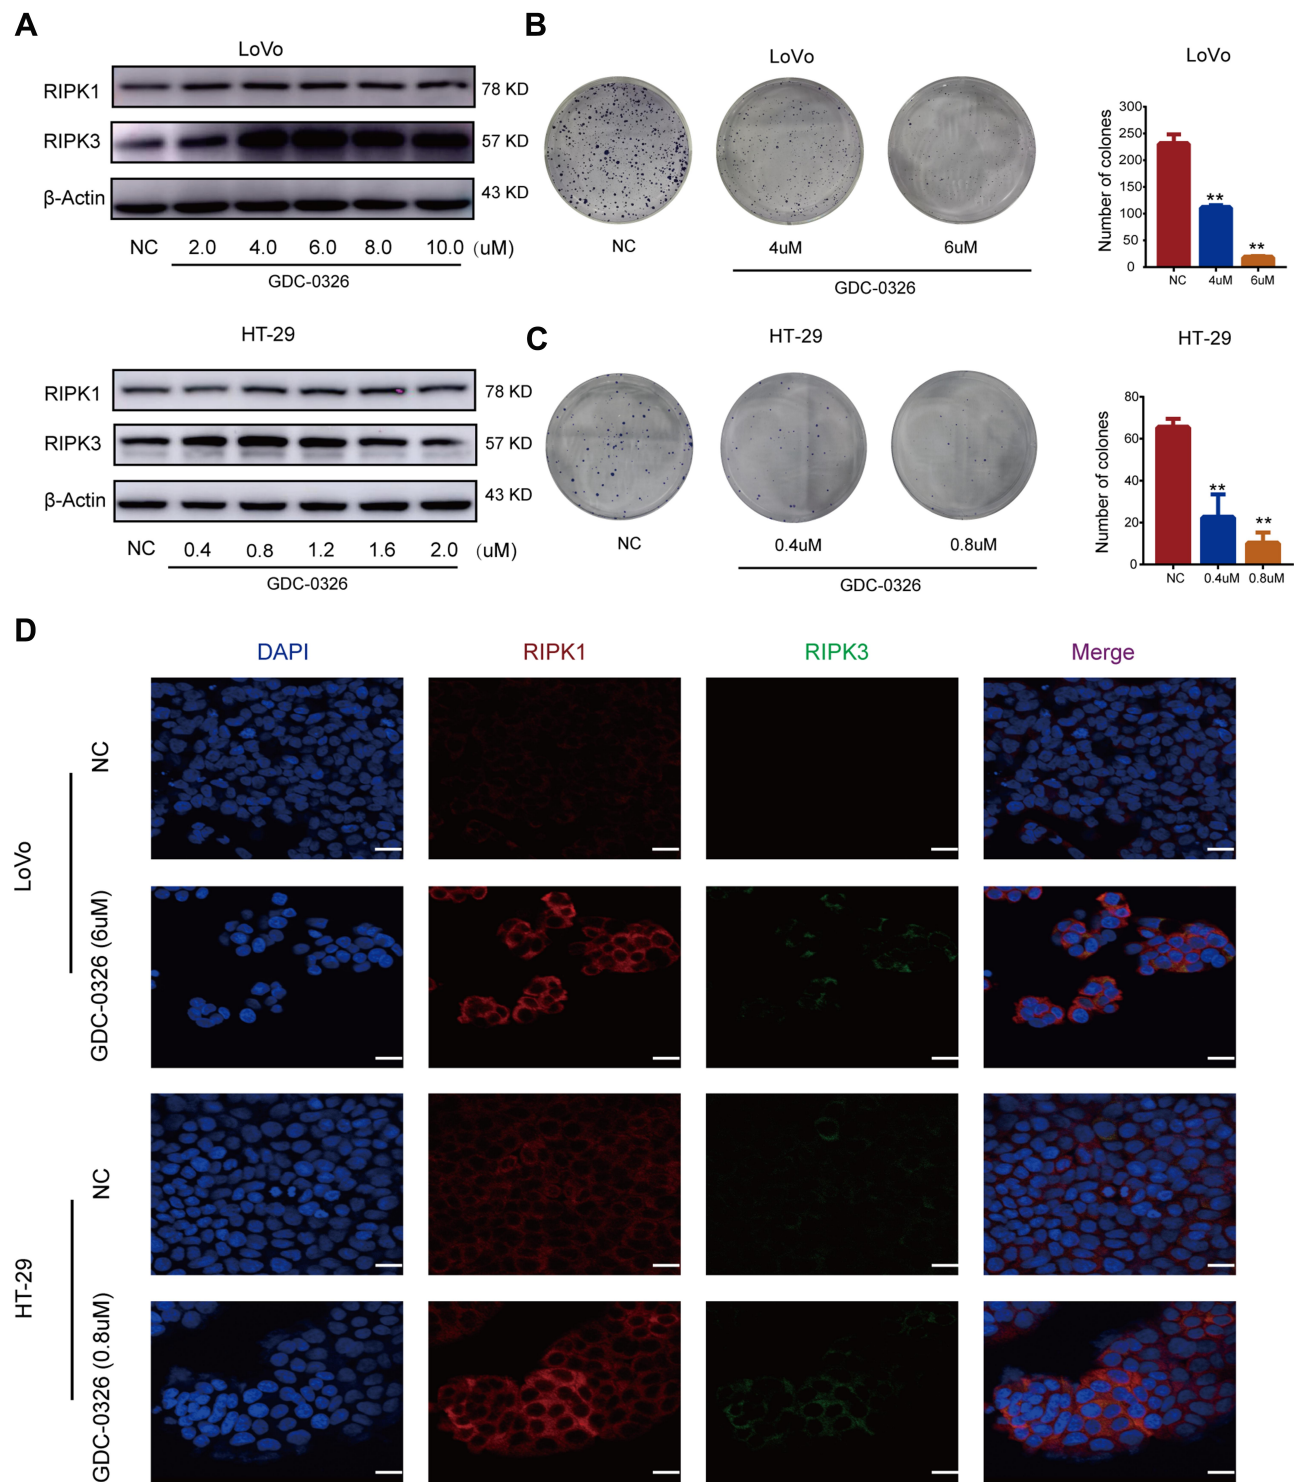 A
LoVo
RIPK1
78 KD
RIPK3
57 KD
β-Actin
43 KD
NC 2.0 4.0 6.0 8.0 10.0 (uM)
GDC-0326
HT-29
RIPK1
78 KD
RIPK3
57 KD
β-Actin
43 KD
NC 0.4 0.8 1.2 1.6 2.0 (uM)
GDC-0326
B
LoVo
NC 4uM 6uM
GDC-0326
LoVo
Number of colones
300
250
200
150
100
50
0
**
**
NC 4uM 6uM
C
HT-29
NC 0.4uM 0.8uM
GDC-0326
HT-29
Number of colones
80
60
40
20
0
**
**
NC 0.4uM 0.8uM
D
DAPI RIPK1 RIPK3 Merge
LoVo
NC
GDC-0326 (6uM)
HT-29
NC
GDC-0326 (0.8uM)